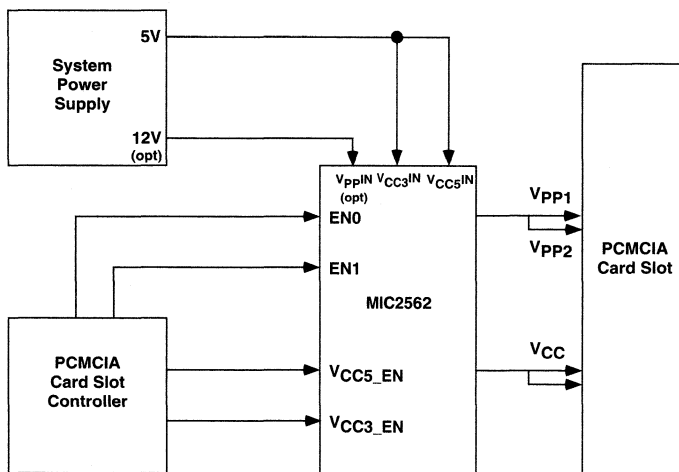 5V
System
Power
Supply
12V
(opt)
VPPIN VCC3IN VCC5IN
(opt)
EN0
EN1
MIC2562
VCC5_EN
VCC3_EN
PCMCIA
Card Slot
Controller
VPP1
VPP2
VCC
PCMCIA
Card Slot